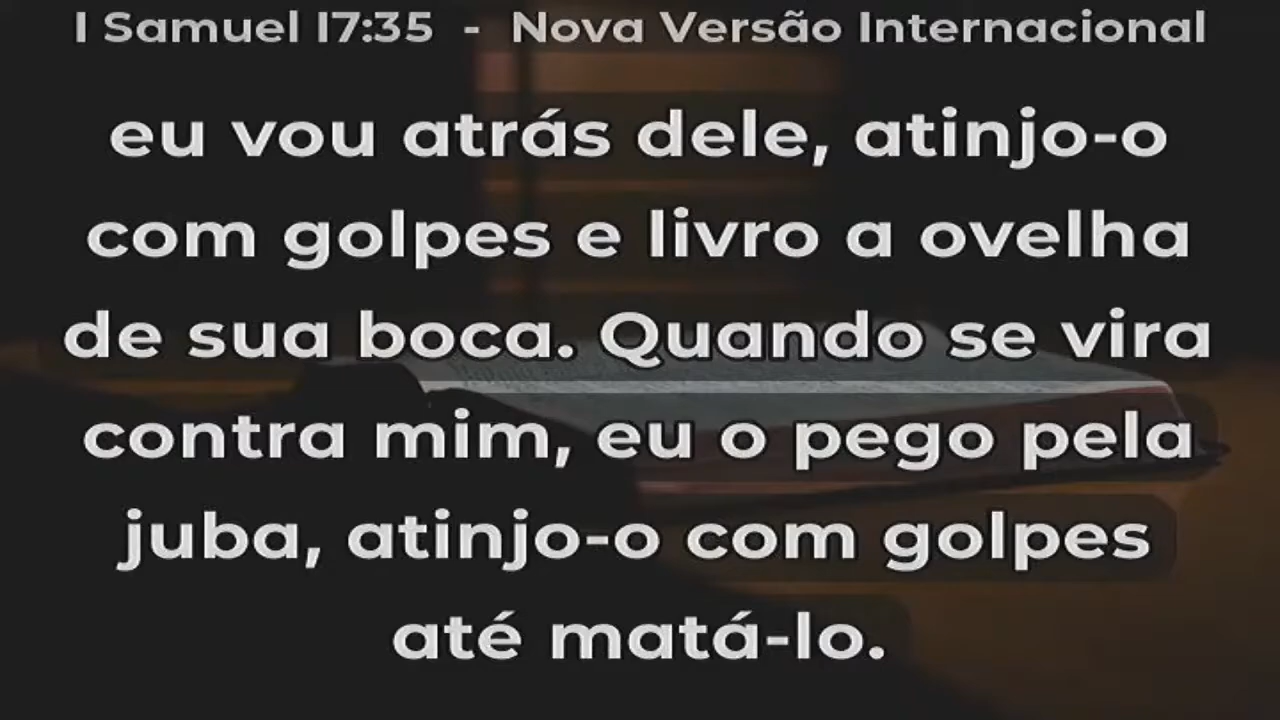 I Samuel 17:35 - Nova Versão Internacional
eu vou atrás dele, atinjo-o
com golpes e livro a ovelha
de sua boca. Quando se vira
contra mim, eu o pego pela
juba, atinjo-o com golpes
até matá-lo.